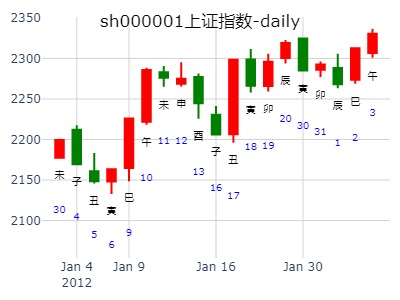 sh000001上证指数-daily
2350
2300
2250
2200
2150
2100
未
子
丑
寅
巳
午
未
申
酉
子
丑
寅
巳
辰
寅
卯
辰
巳
午
30
4
5
6
9
10
11
12
13
16
17
18
19
20
30
31
1
2
3
Jan 4
2012
Jan 9
Jan 16
Jan 30